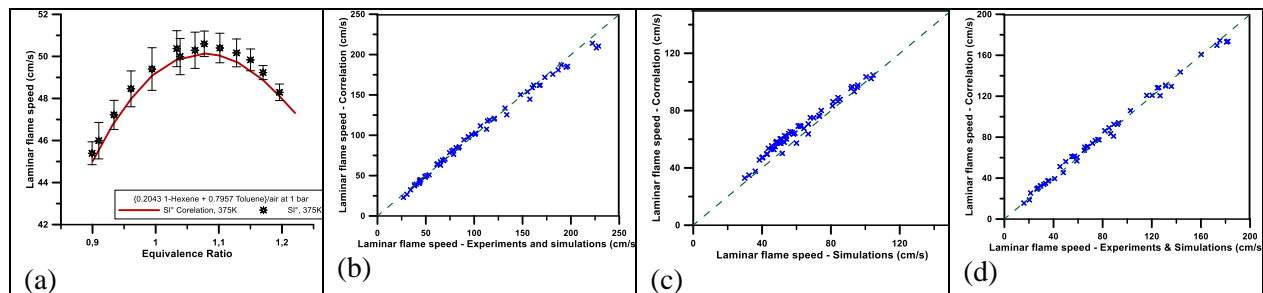 Laminar flame speed (cm/s)
52
50
48
46
44
42
0,9
1
1,1
1,2
Equivalence Ratio
{0.2043 1-Hexene + 0.7957 Toluene}/air at 1 bar
Sl° Corelation, 375K
Sl°, 375K
(a)
Laminar flame speed - Correlation (cm/s)
250
200
150
100
50
0
0
50
100
150
200
250
Laminar flame speed - Experiments and simulations (cm/s
(b)
Laminar flame speed - Correlation (cm/s)
120
80
40
0
0
40
80
120
Laminar flame speed - Simulations (cm/s)
(c)
Laminar flame speed - Correlation (cm/s)
200
160
120
80
40
0
0
40
80
120
160
200
Laminar flame speed - Experiments & Simulations (cm/s)
(d)